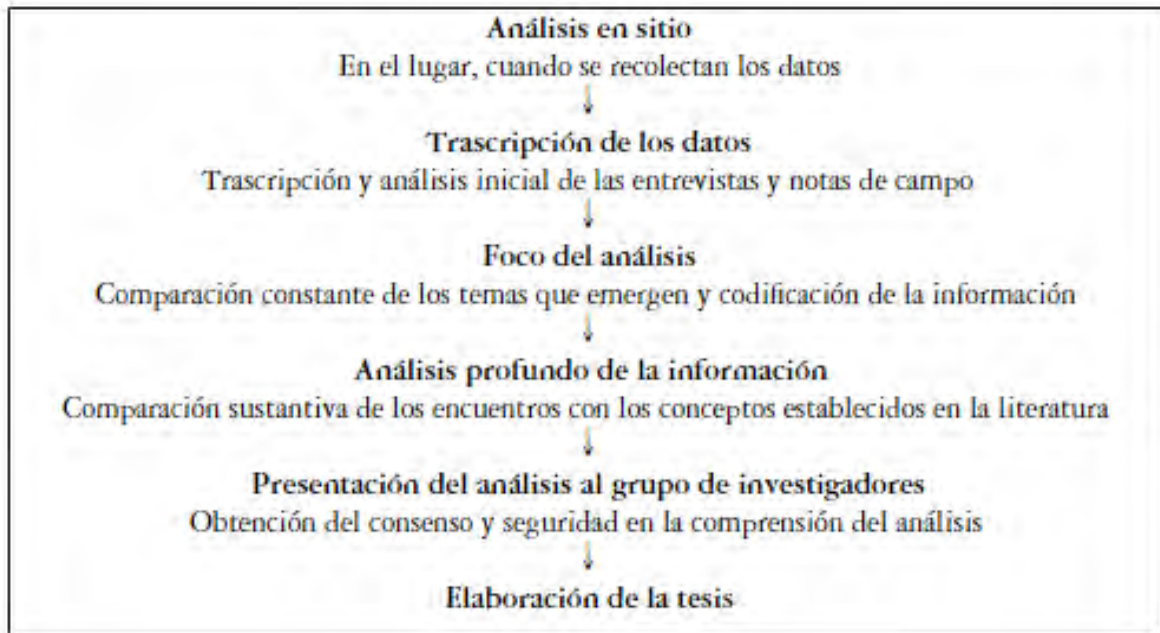 Análisis en sitio
En el lugar, cuando se recolectan los datos
↓
Trascripción de los datos
Trascripción y análisis inicial de las entrevistas y notas de campo
↓
Foco del análisis
Comparación constante de los temas que emergen y codificación de la información
↓
Análisis profundo de la información
Comparación sustantiva de los encuentros con los conceptos establecidos en la literatura
↓
Presentación del análisis al grupo de investigadores
Obtención del consenso y seguridad en la comprensión del análisis
↓
Elaboración de la tesis